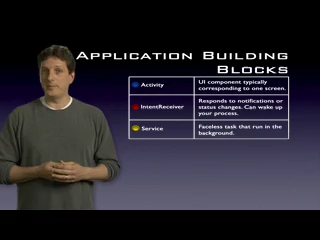 Application Building
Blocks
Activity
UI component typically
corresponding to one screen.
IntentReceiver
Responds to notifications or
status changes. Can wake up
your process.
Service
Faceless task that run in the
background.